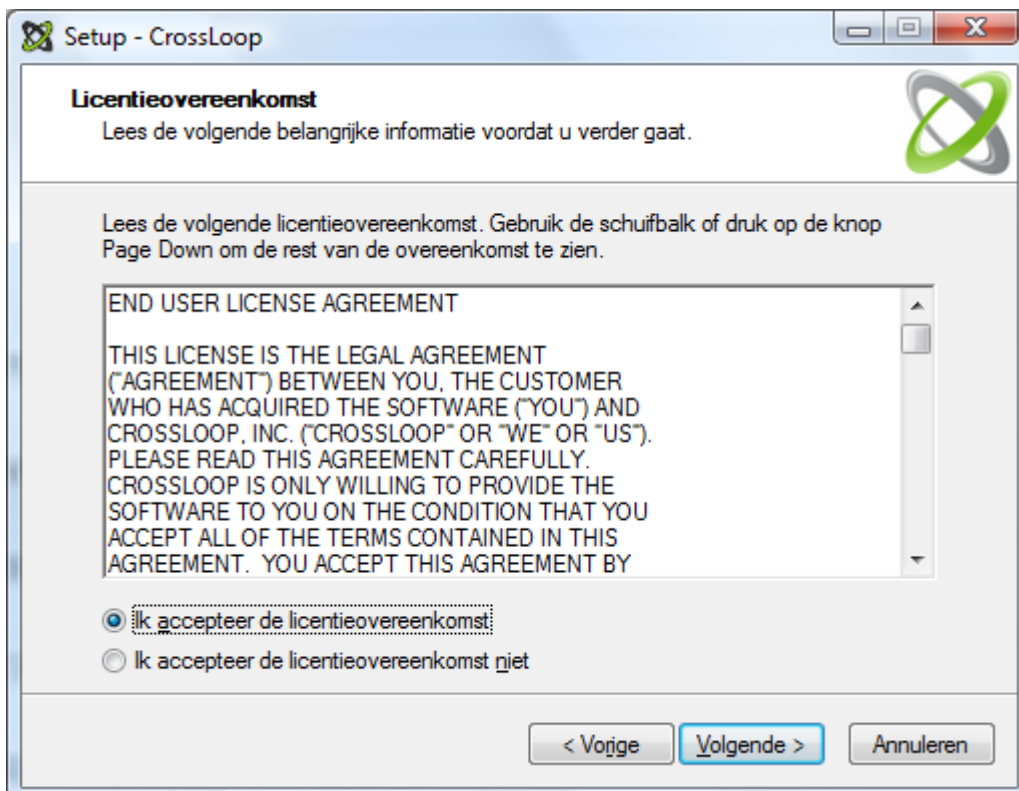 Setup - CrossLoop
Licentieovereenkomst
Lees de volgende belangrijke informatie voordat u verder gaat.
Lees de volgende licentieovereenkomst. Gebruik de schuifbalk of druk op de knop
Page Down om de rest van de overeenkomst te zien.
END USER LICENSE AGREEMENT
THIS LICENSE IS THE LEGAL AGREEMENT
("AGREEMENT") BETWEEN YOU, THE CUSTOMER
WHO HAS ACQUIRED THE SOFTWARE ("YOU") AND
CROSSLOOP, INC. ("CROSSLOOP" OR "WE" OR "US").
PLEASE READ THIS AGREEMENT CAREFULLY.
CROSSLOOP IS ONLY WILLING TO PROVIDE THE
SOFTWARE TO YOU ON THE CONDITION THAT YOU
ACCEPT ALL OF THE TERMS CONTAINED IN THIS
AGREEMENT.  YOU ACCEPT THIS AGREEMENT BY
Ik accepteer de licentieovereenkomst
Ik accepteer de licentieovereenkomst niet
< Vorige
Volgende >
Annuleren